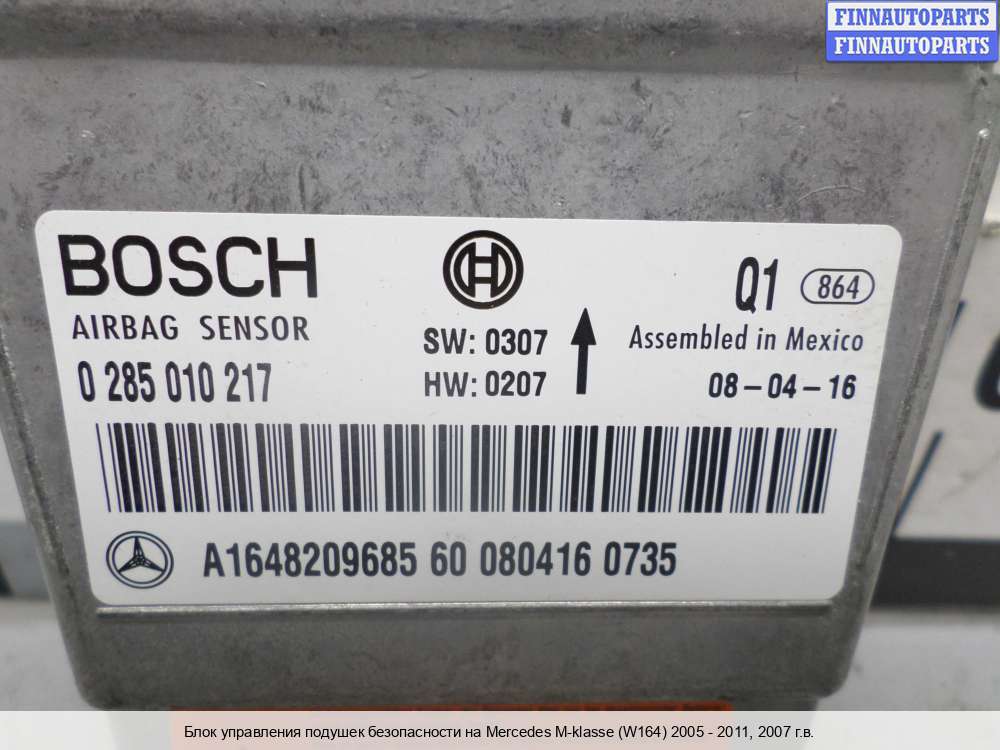 FINNAUTOPARTS
FINNAUTOPARTS
BOSCH
AIRBAG SENSOR
0 285 010 217
SW: 0307
HW: 0207
Q1 864
Assembled in Mexico
08-04-16
A1648209685 60 080416 0735
Блок управления подушек безопасности на Mercedes M-klasse (W164) 2005 - 2011, 2007 г.в.